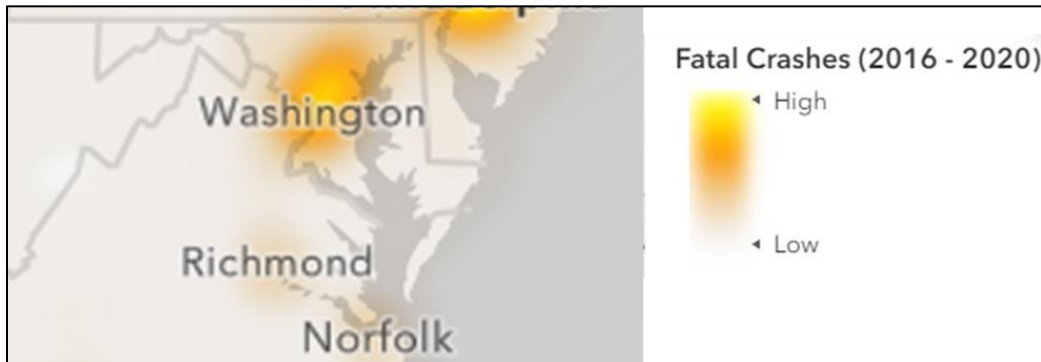 Washington
Richmond
Norfolk
Fatal Crashes (2016 - 2020)
High
Low